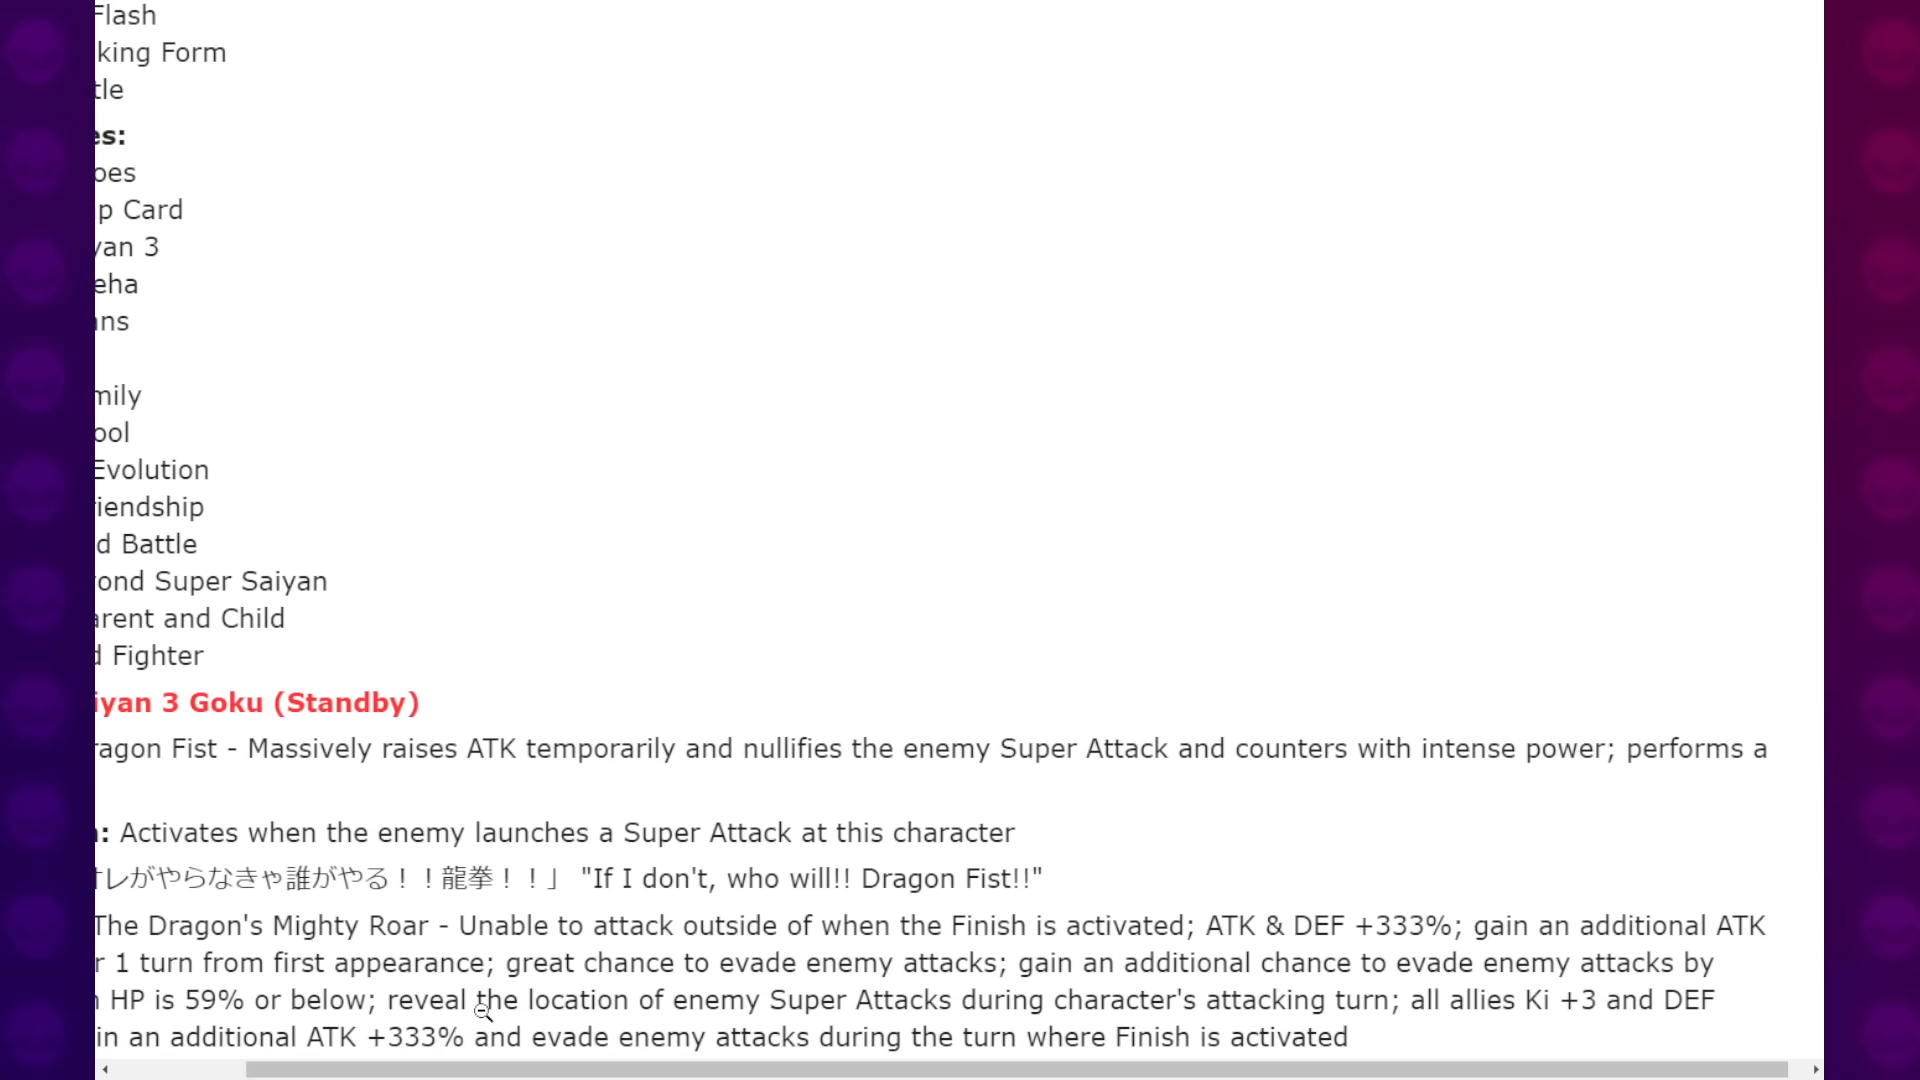 Flash
king Form
tle
es:
oes
p Card
yan 3
eha
ans
mily
ool
Evolution
riendship
d Battle
yond Super Saiyan
arent and Child
d Fighter
iyan 3 Goku (Standby)
ragon Fist - Massively raises ATK temporarily and nullifies the enemy Super Attack and counters with intense power; performs a
n: Activates when the enemy launches a Super Attack at this character
オレがやらなきゃ誰がやる！！龍拳！！」 "If I don't, who will!! Dragon Fist!!"
The Dragon's Mighty Roar - Unable to attack outside of when the Finish is activated; ATK & DEF +333%; gain an additional ATK
r 1 turn from first appearance; great chance to evade enemy attacks; gain an additional chance to evade enemy attacks by
n HP is 59% or below; reveal the location of enemy Super Attacks during character's attacking turn; all allies Ki +3 and DEF
in an additional ATK +333% and evade enemy attacks during the turn where Finish is activated